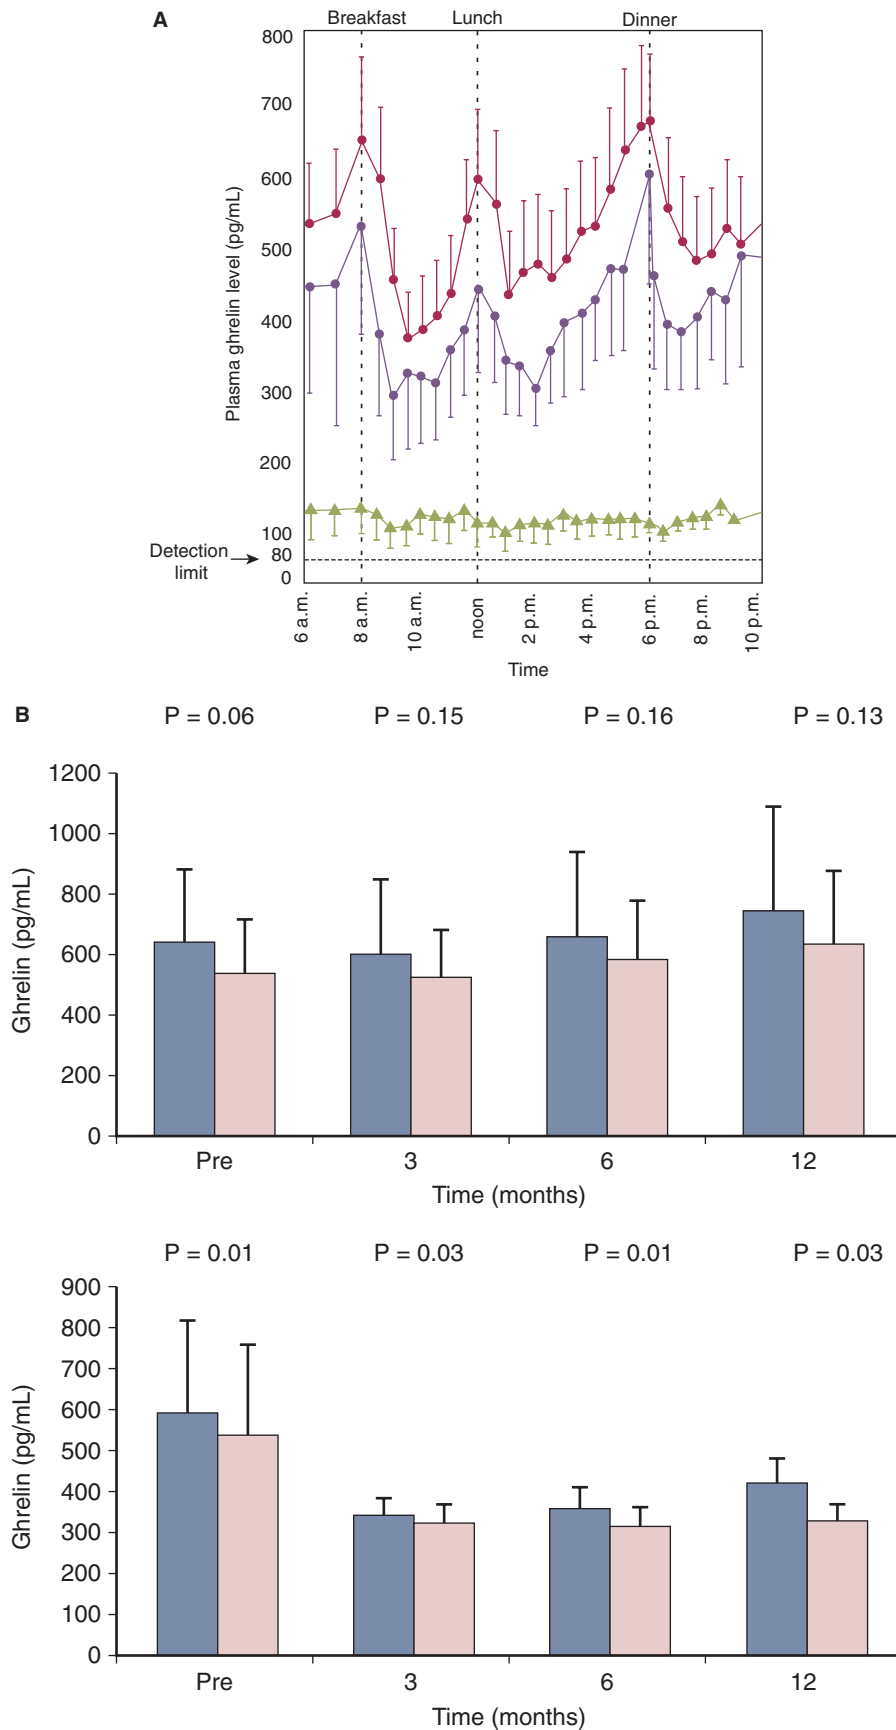 A
Breakfast Lunch Dinner
800
700
600
500
400
300
200
100
80
0
Plasma ghrelin level (pg/mL)
Detection
limit
6 a.m. 8 a.m. 10 a.m. noon 2 p.m. 4 p.m. 6 p.m. 8 p.m. 10 p.m.
Time
B
P = 0.06 P = 0.15 P = 0.16 P = 0.13
1200
1000
800
600
400
200
0
Ghrelin (pg/mL)
Pre 3 6 12
Time (months)
P = 0.01 P = 0.03 P = 0.01 P = 0.03
900
800
700
600
500
400
300
200
100
0
Ghrelin (pg/mL)
Pre 3 6 12
Time (months)